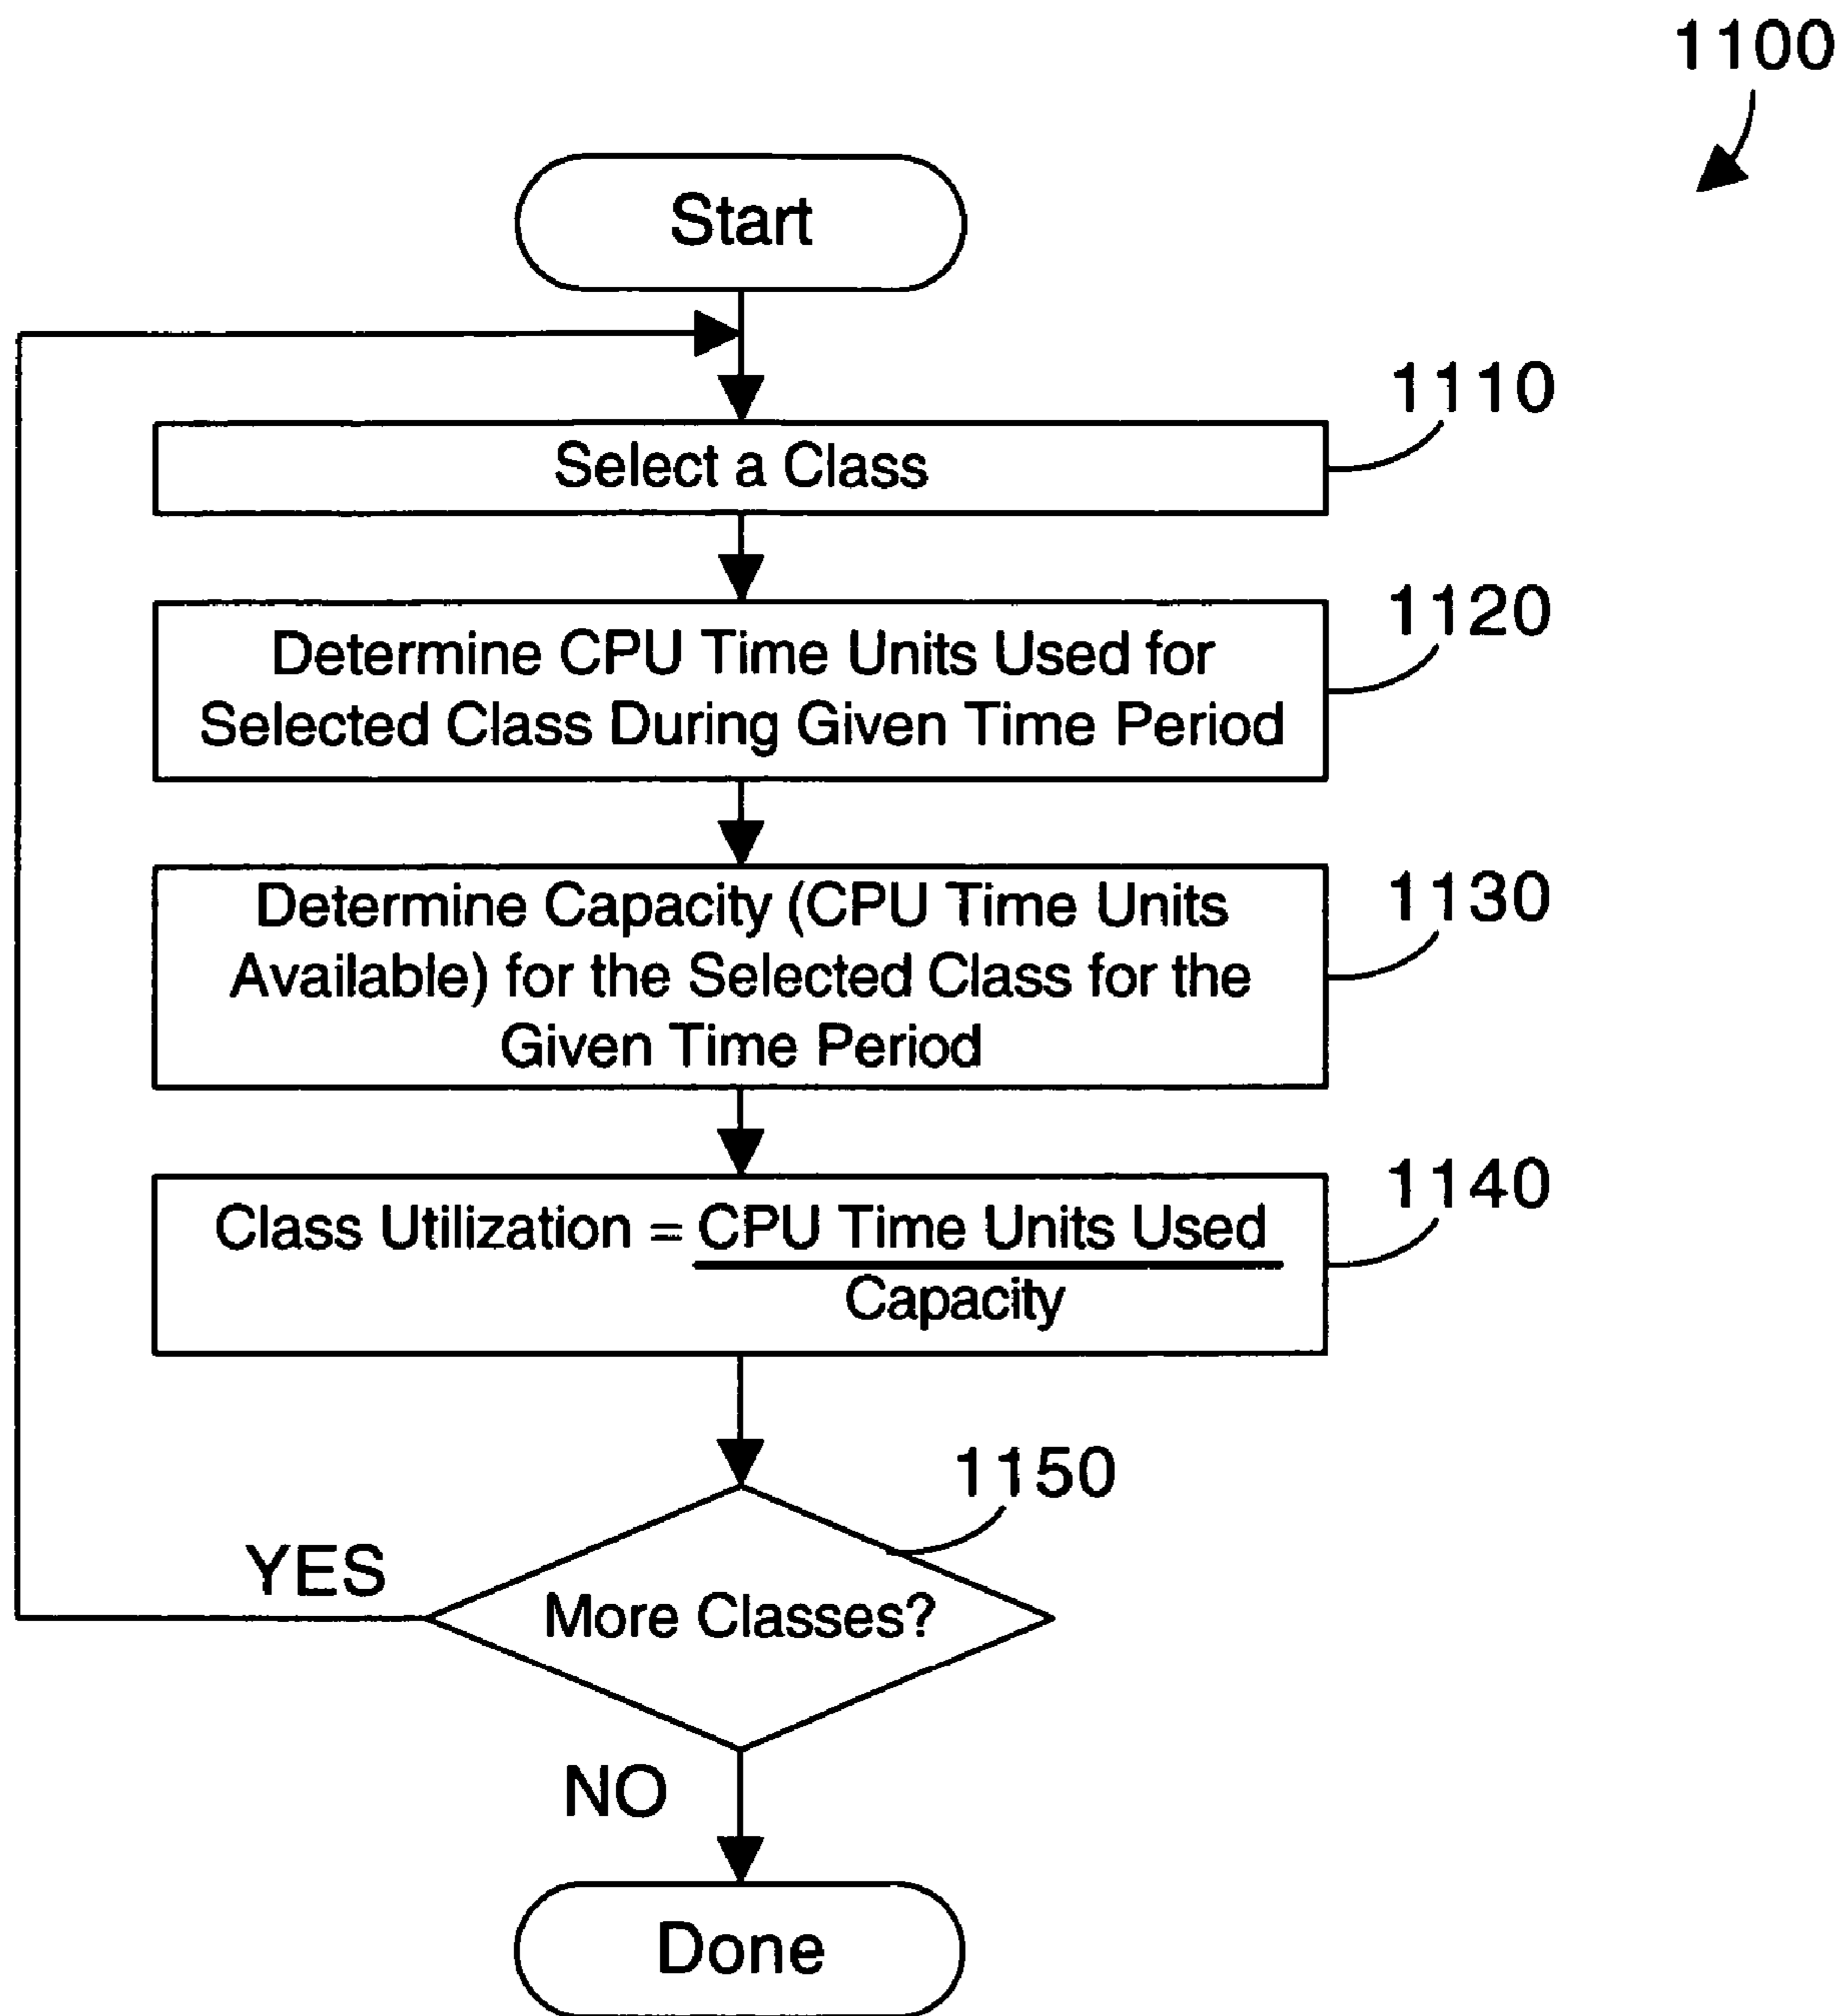 1100
Start
1110
Select a Class
1120
Determine CPU Time Units Used for
Selected Class During Given Time Period
1130
Determine Capacity (CPU Time Units
Available) for the Selected Class for the
Given Time Period
1140
Class Utilization = CPU Time Units Used
Capacity
1150
YES
More Classes?
NO
Done